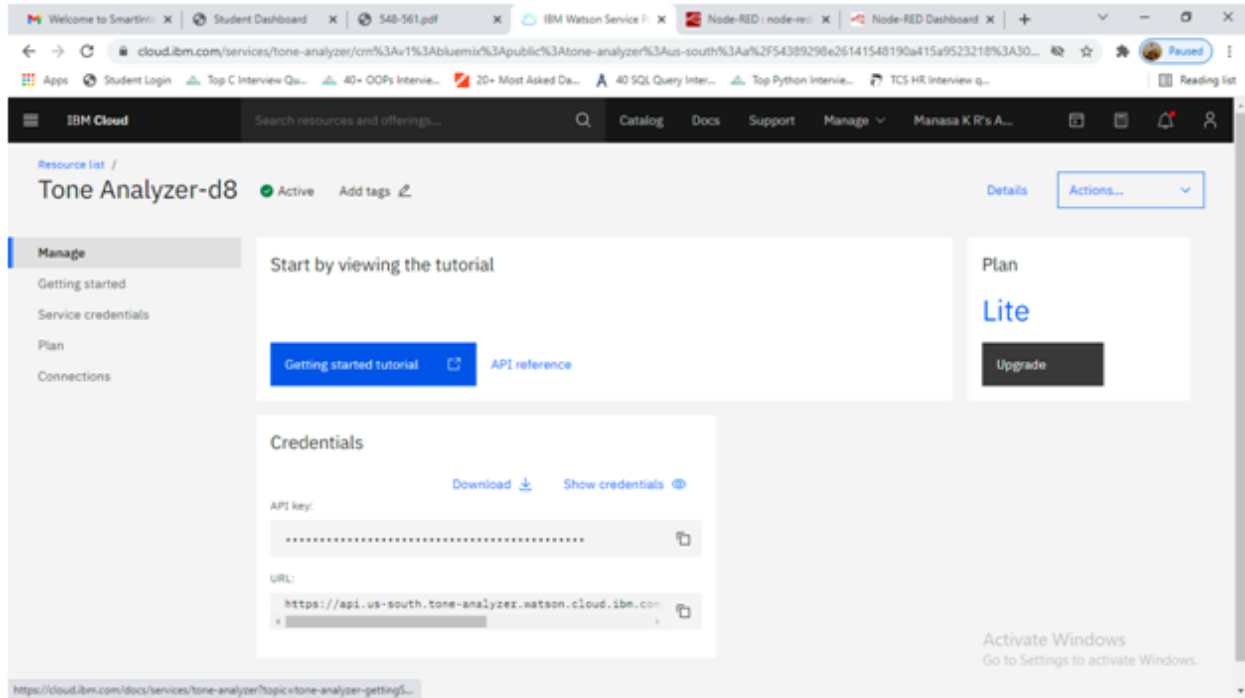 Welcome to SmartInte
Student Dashboard
548-561.pdf
IBM Watson Service P
Node-RED : node-red
Node-RED Dashboard
cloud.ibm.com/services/tone-analyzer/crn%3Av1%3Abluemix%3Apublic%3Atone-analyzer%3Aus-south%3Aa%2F54389298e26141548190a415a9523218%3A30...
Paused
Apps
Student Login
Top C Interview Qu...
40+ OOPs Intervie...
20+ Most Asked Da...
40 SQL Query Inter...
Top Python Intervie...
TCS HR Interview q...
Reading list
IBM Cloud
Search resources and offerings...
Catalog
Docs
Support
Manage
Manasa K R's A...
Resource list /
Tone Analyzer-d8
Active
Add tags
Details
Actions...
Manage
Getting started
Service credentials
Plan
Connections
Start by viewing the tutorial
Getting started tutorial
API reference
Plan
Lite
Upgrade
Credentials
Download
Show credentials
API key:
URL:
https://api.us-south.tone-analyzer.watson.cloud.ibm.com
Activate Windows
Go to Settings to activate Windows.
https://cloud.ibm.com/docs/services/tone-analyzer?topic=tone-analyzer-gettingS...